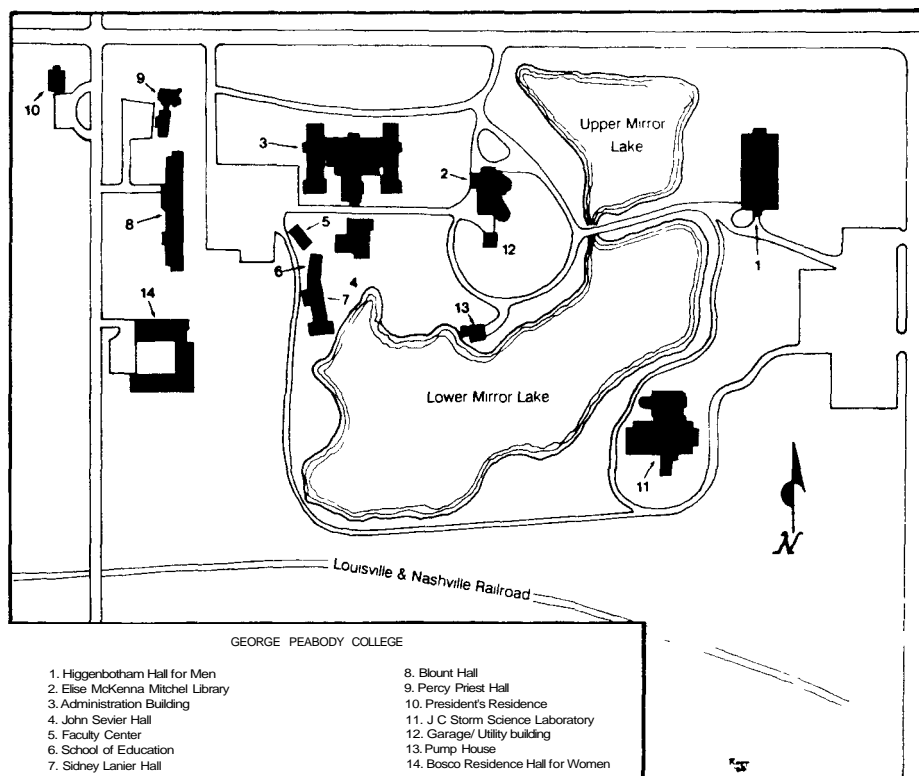 9
10
Upper Mirror
Lake
3
2
8
5
12
1
6
4
7
14
13
Lower Mirror Lake
11
N
Louisville & Nashville Railroad
GEORGE PEABODY COLLEGE
1. Higgenbotham Hall for Men
2. Elise McKenna Mitchel Library
3. Administration Building
4. John Sevier Hall
5. Faculty Center
6. School of Education
7. Sidney Lanier Hall
8. Blount Hall
9. Percy Priest Hall
10. President's Residence
11. J C Storm Science Laboratory
12. Garage/ Utility building
13. Pump House
14. Bosco Residence Hall for Women